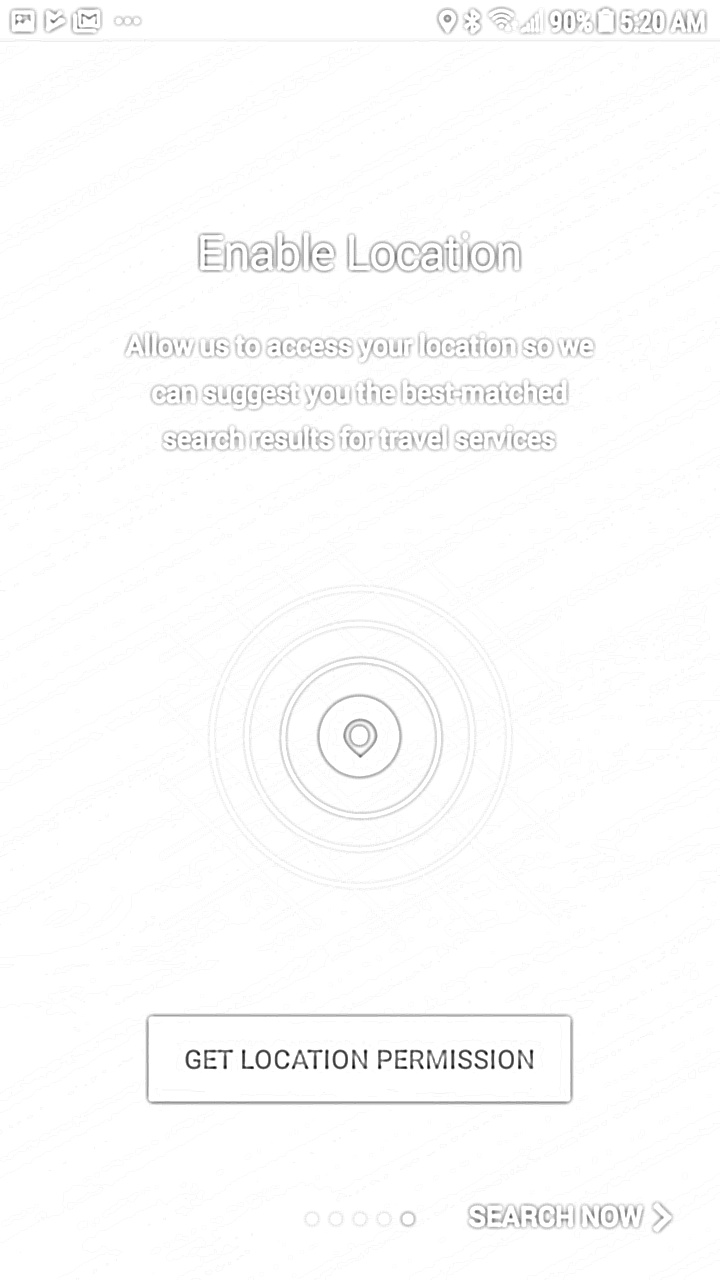 90% 5:20 AM
Enable Location
Allow us to access your location so we
can suggest you the best-matched
search results for travel services
GET LOCATION PERMISSION
SEARCH NOW